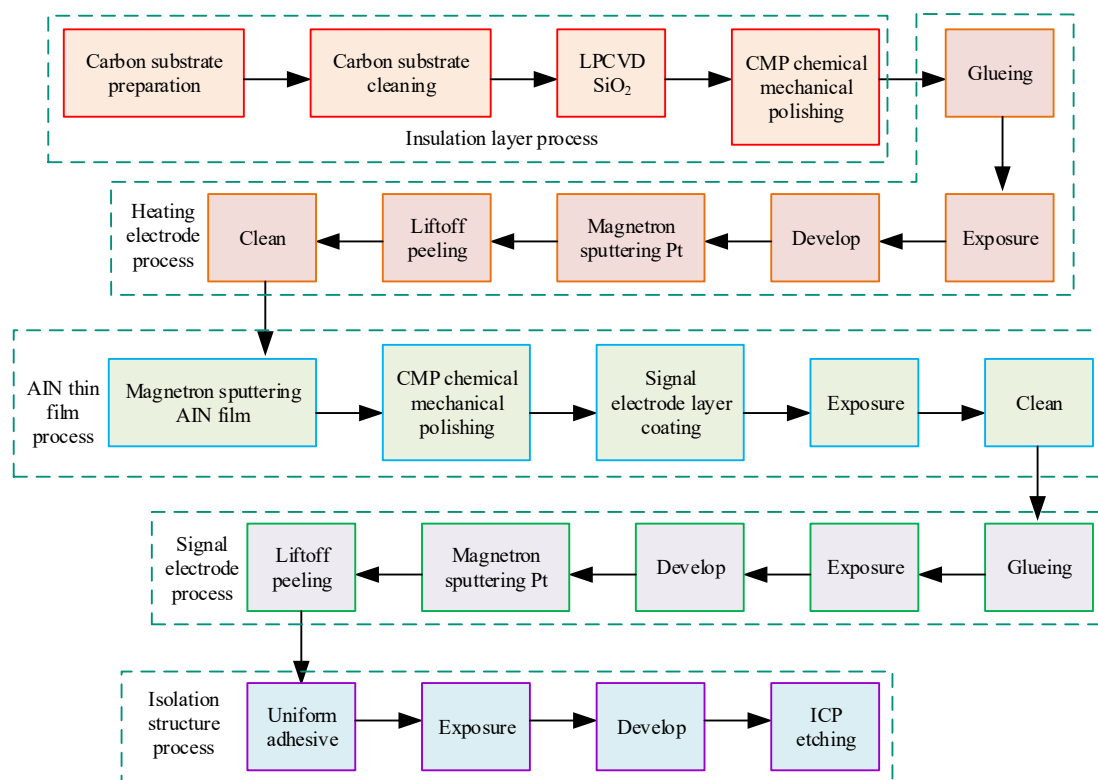 Carbon substrate
preparation
Carbon substrate
cleaning
LPCVD
SiO₂
CMP chemical
mechanical
polishing
Glueing
Insulation layer process
Heating
electrode
process
Clean
Liftoff
peeling
Magnetron
sputtering Pt
Develop
Exposure
AIN thin
film
process
Magnetron sputtering
AIN film
CMP chemical
mechanical
polishing
Signal
electrode layer
coating
Exposure
Clean
Signal
electrode
process
Liftoff
peeling
Magnetron
sputtering Pt
Develop
Exposure
Glueing
Isolation
structure
process
Uniform
adhesive
Exposure
Develop
ICP
etching